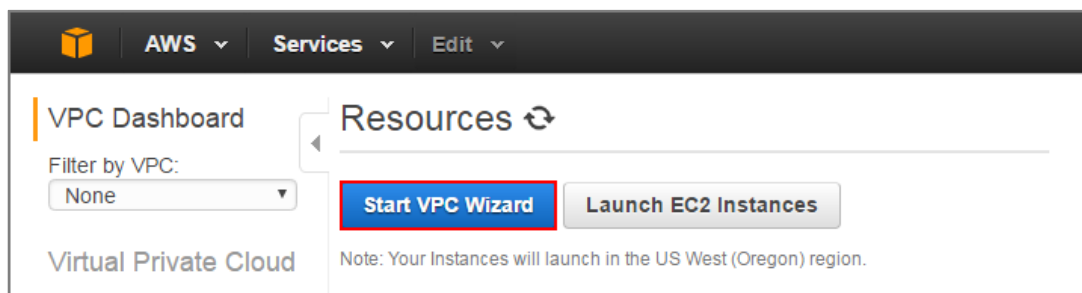 AWS Services Edit
VPC Dashboard
Filter by VPC:
None
Virtual Private Cloud
Resources
Start VPC Wizard Launch EC2 Instances
Note: Your Instances will launch in the US West (Oregon) region.